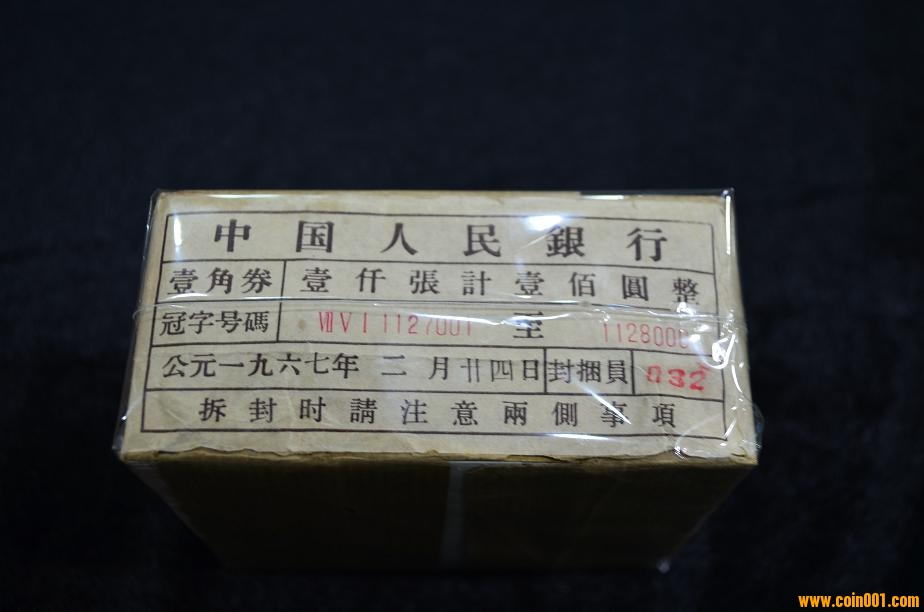 中国人民銀行
壹角券 壹仟張計壹佰圓整
冠字号碼 ⅦⅤⅠ 1127001 至 1128000
公元一九六七年 二月廿四日 封捆員 832
拆封时請注意兩側事項
www.coin001.com